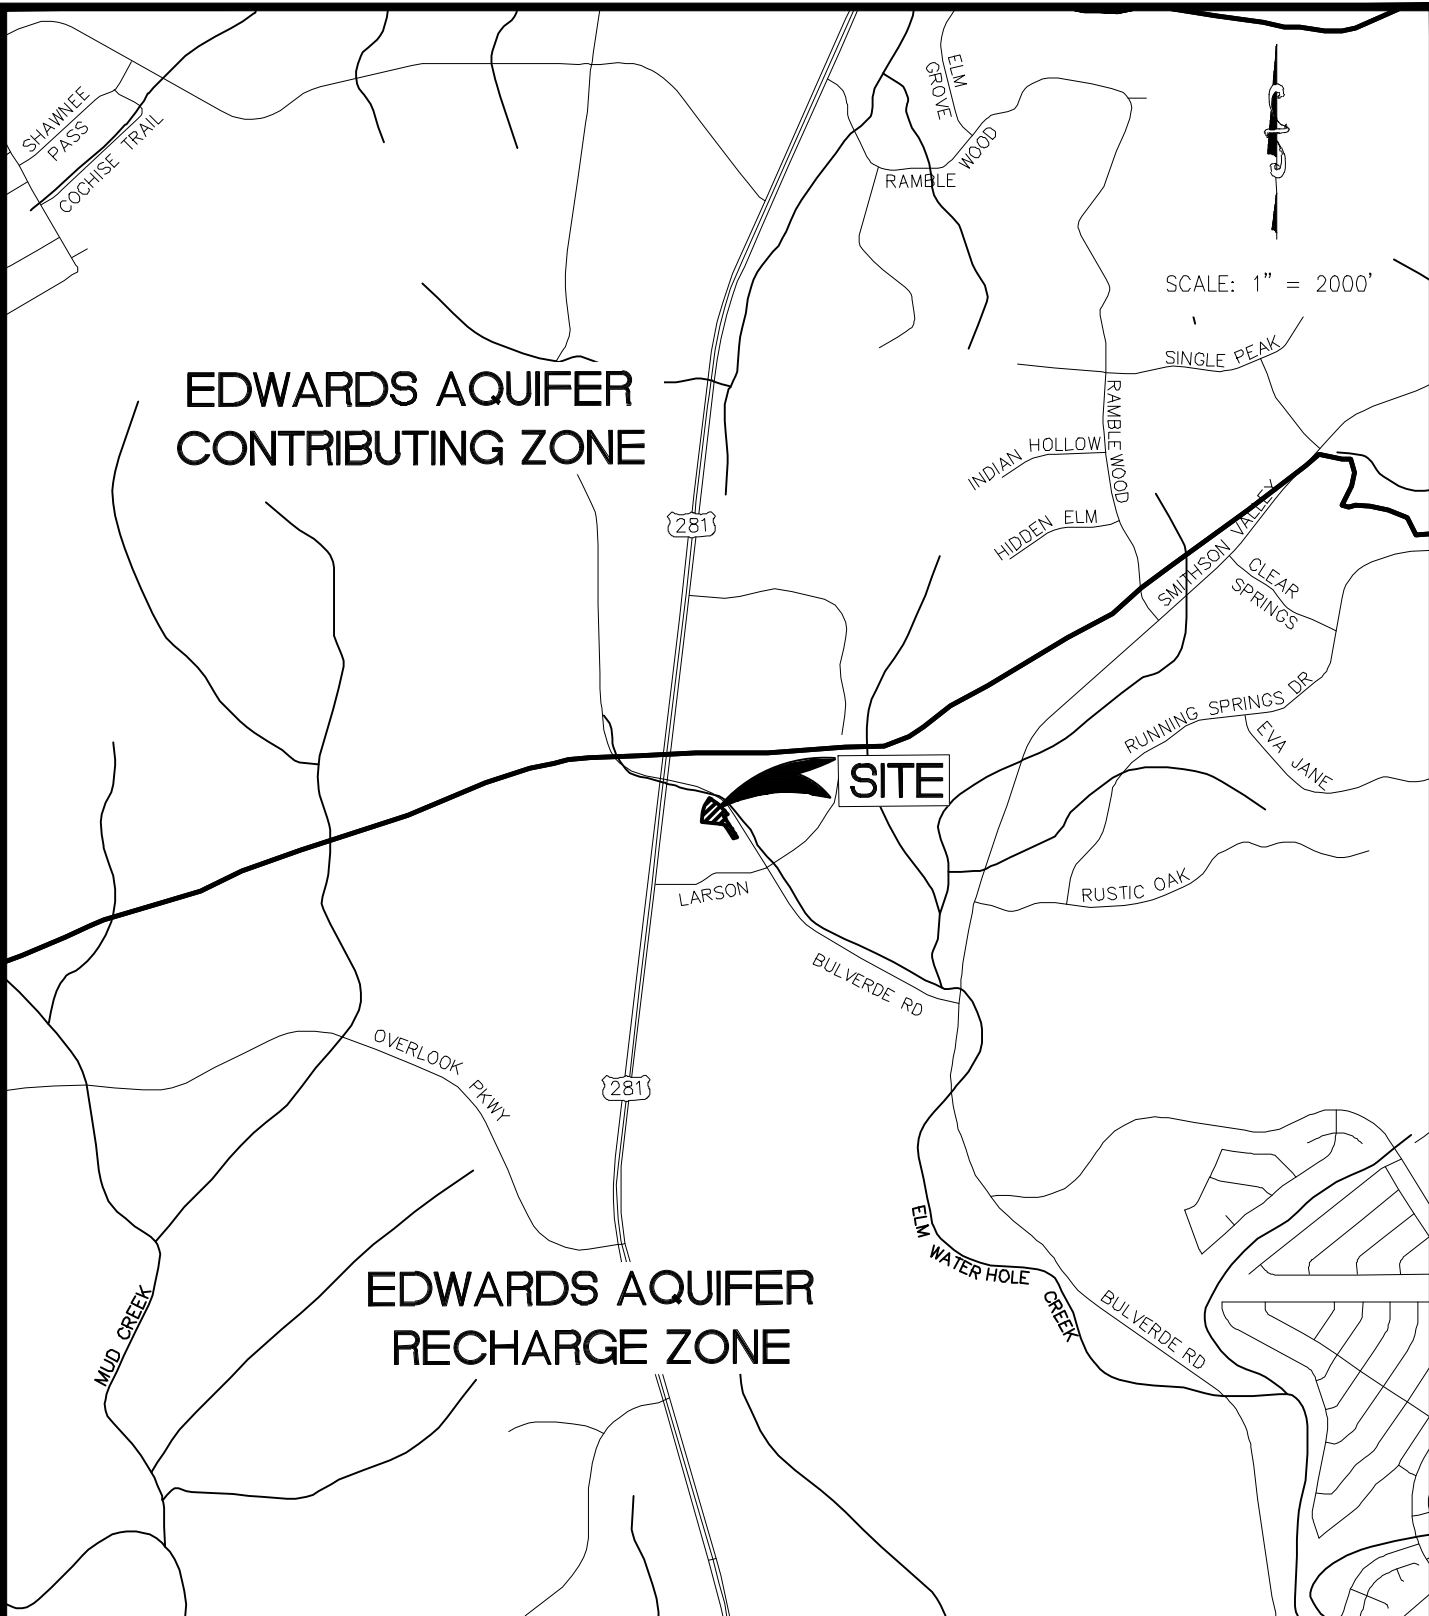 ELM
GROVE
SHAWNEE
PASS
COCHISE TRAIL
RAMBLE
WOOD
SCALE: 1" = 2000'
SINGLE PEAK
EDWARDS AQUIFER
CONTRIBUTING ZONE
RAMBLEWOOD
INDIAN HOLLOW
HIDDEN ELM
281
SMITHSON VALLEY
CLEAR
SPRINGS
RUNNING SPRINGS DR
EVA JANE
SITE
LARSON
RUSTIC OAK
BULVERDE RD
OVERLOOK PKWY
281
ELM WATER HOLE CREEK
MUD CREEK
EDWARDS AQUIFER
RECHARGE ZONE
BULVERDE RD